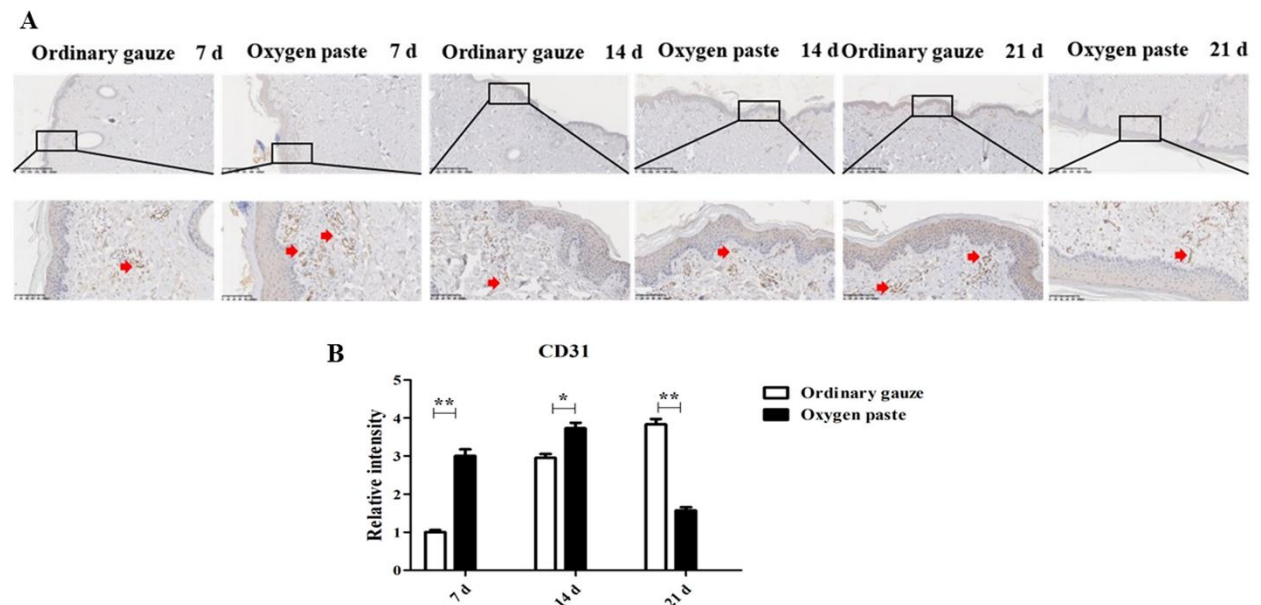 A
Ordinary gauze 7 d Oxygen paste 7 d Ordinary gauze 14 d Oxygen paste 14 d Ordinary gauze 21 d Oxygen paste 21 d
B
CD31
Relative intensity
5
4
3
2
1
0
** * **
7 d 14 d 21 d
Ordinary gauze
Oxygen paste